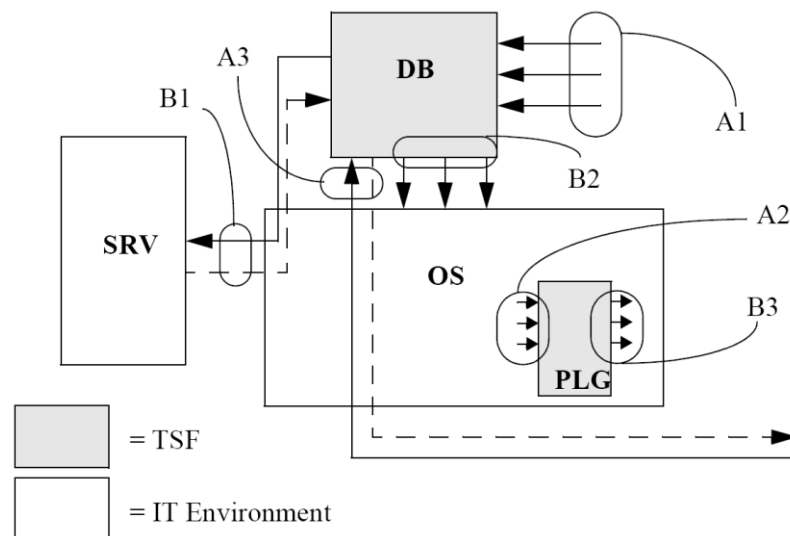 A3
DB
B1
A1
B2
SRV
A2
OS
B3
PLG
= TSF
= IT Environment